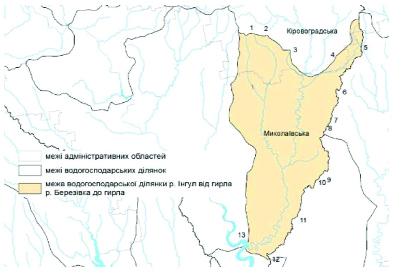 Кіровоградська
1
2
3
4
5
6
7
8
Миколаївська
9
10
11
12
13
межі адміністративних областей
межі водогосподарських ділянок
межа водогосподарської ділянки р. Інгул від гирла
р. Березівка до гирла